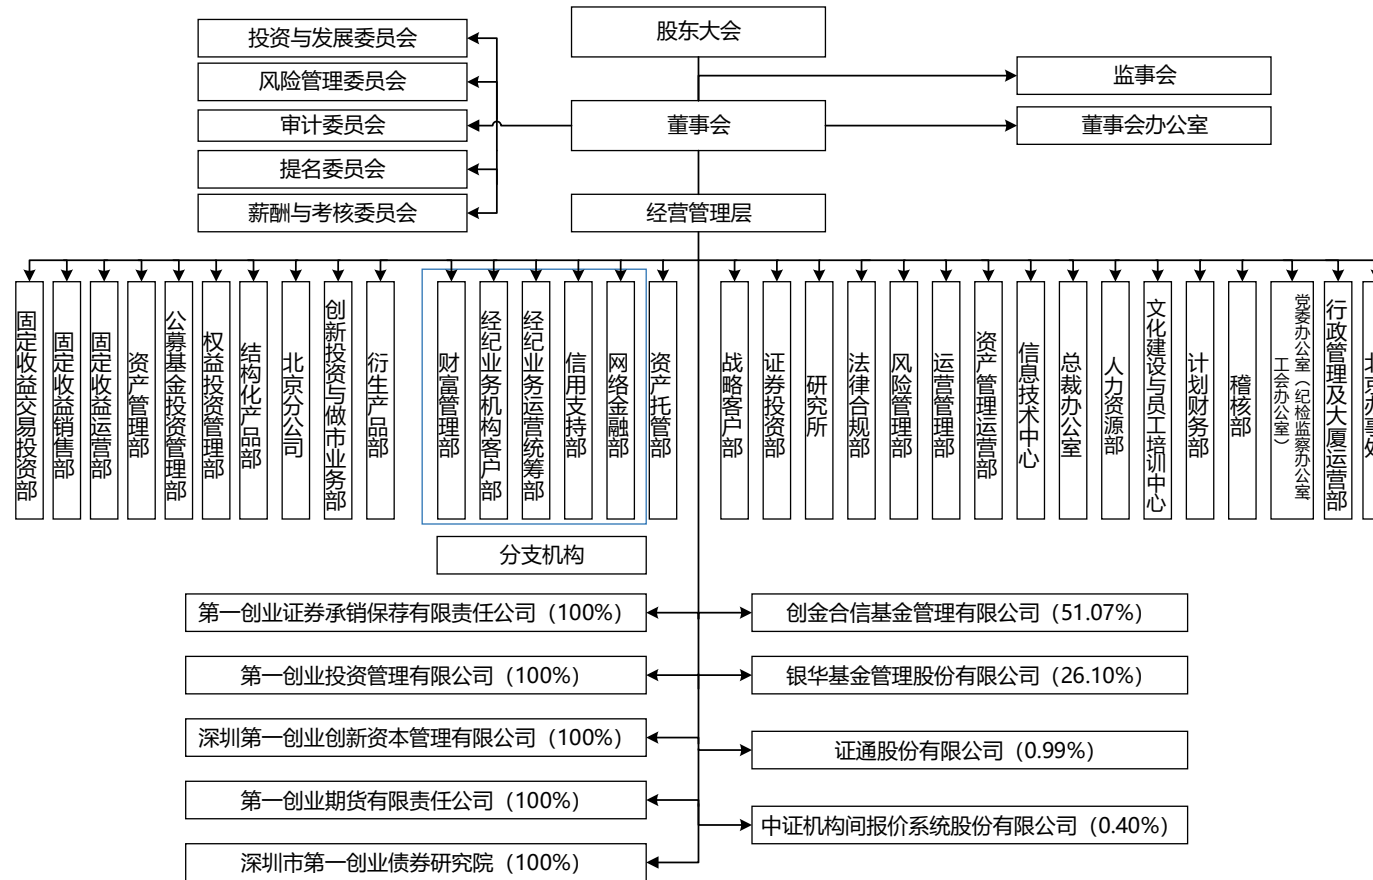 股东大会
投资与发展委员会
风险管理委员会
监事会
审计委员会
董事会
董事会办公室
提名委员会
薪酬与考核委员会
经营管理层
固定收益交易投资部
固定收益销售部
固定收益运营部
资产管理部
公募基金投资管理部
权益投资管理部
结构化产品部
北京分公司
创新投资与做市业务部
衍生产品部
财富管理部
经纪业务机构客户部
经纪业务运营统筹部
信用支持部
网络金融部
资产托管部
战略客户部
证券投资部
研究所
法律合规部
风险管理部
运营管理部
资产管理运营部
信息技术中心
总裁办公室
人力资源部
文化建设与员工培训中心
计划财务部
稽核部
党委办公室（纪检监察办公室
工会办公室）
行政管理及大厦运营部
北京办事处
分支机构
第一创业证券承销保荐有限责任公司（100%）
创金合信基金管理有限公司（51.07%）
第一创业投资管理有限公司（100%）
银华基金管理股份有限公司（26.10%）
深圳第一创业创新资本管理有限公司（100%）
证通股份有限公司（0.99%）
第一创业期货有限责任公司（100%）
中证机构间报价系统股份有限公司（0.40%）
深圳市第一创业债券研究院（100%）